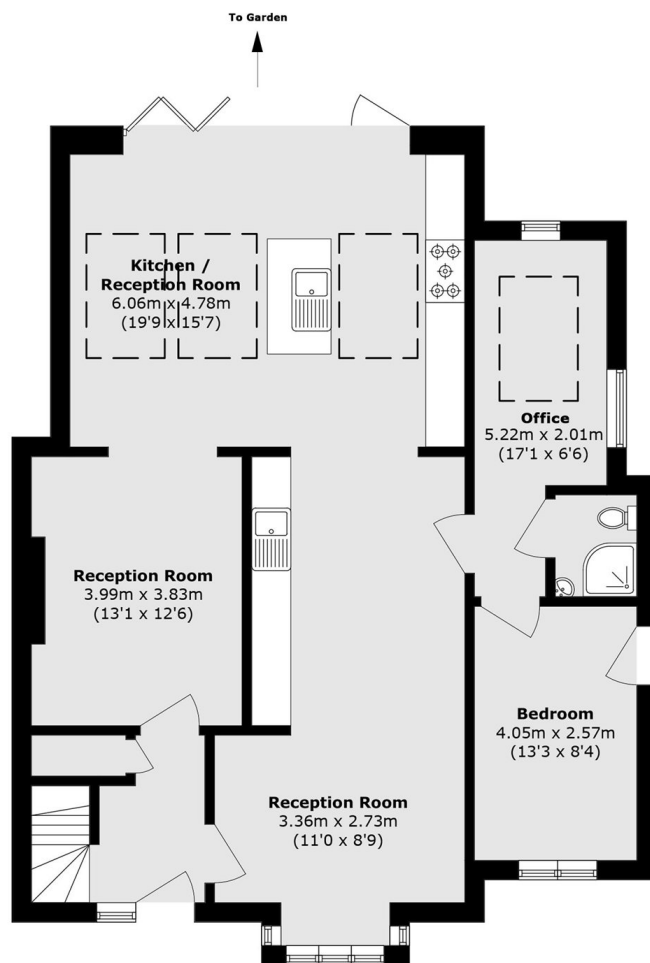 To Garden
Kitchen /
Reception Room
6.06m x 4.78m
(19'9 x 15'7)
Office
5.22m x 2.01m
(17'1 x 6'6)
Reception Room
3.99m x 3.83m
(13'1 x 12'6)
Bedroom
4.05m x 2.57m
(13'3 x 8'4)
Reception Room
3.36m x 2.73m
(11'0 x 8'9)